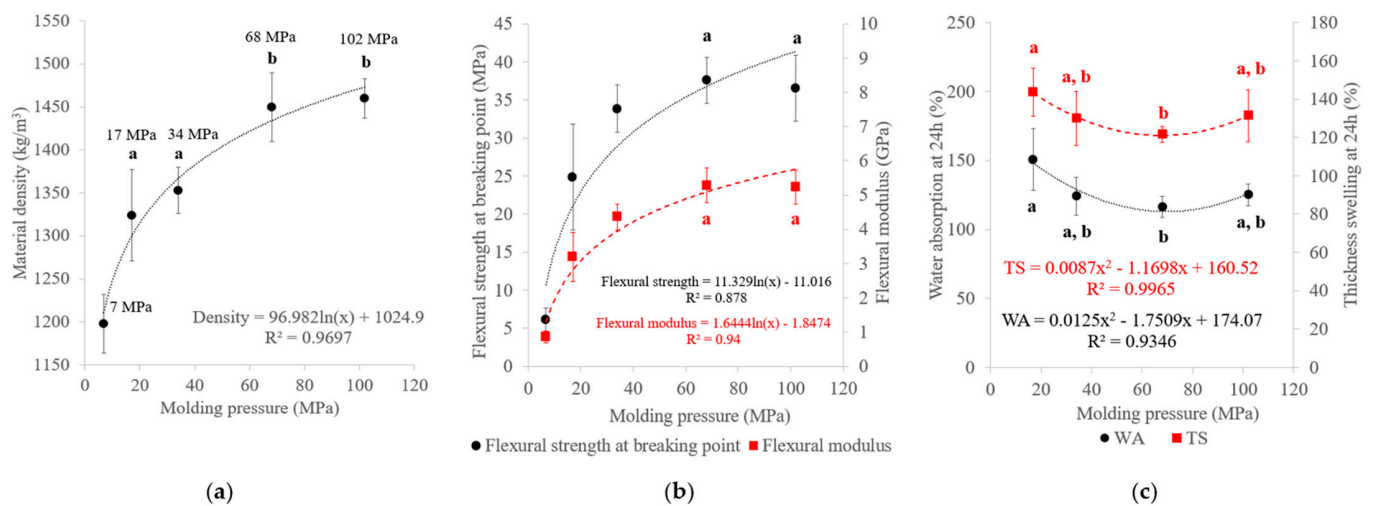 1550
1500
1450
1400
1350
1300
1250
1200
1150
Material density (kg/m³)
68 MPa
b
102 MPa
b
17 MPa
a
34 MPa
a
7 MPa
Density = 96.982ln(x) + 1024.9
R² = 0.9697
0 20 40 60 80 100 120
Molding pressure (MPa)
(a)
45
40
35
30
25
20
15
10
5
0
Flexural strength at breaking point (MPa)
a a
a a
Flexural strength = 11.329ln(x) - 11.016
R² = 0.878
Flexural modulus = 1.6444ln(x) - 1.8474
R² = 0.94
10
9
8
7
6
5
4
3
2
1
0
Flexural modulus (GPa)
0 20 40 60 80 100 120
Molding pressure (MPa)
Flexural strength at breaking point Flexural modulus
(b)
250
200
150
100
50
0
Water absorption at 24h (%)
a
a, b
b
a, b
a
a, b
b
a, b
TS = 0.0087x² - 1.1698x + 160.52
R² = 0.9965
WA = 0.0125x² - 1.7509x + 174.07
R² = 0.9346
180
160
140
120
100
80
60
40
20
0
Thickness swelling at 24h (%)
0 20 40 60 80 100 120
Molding pressure (MPa)
WA TS
(c)